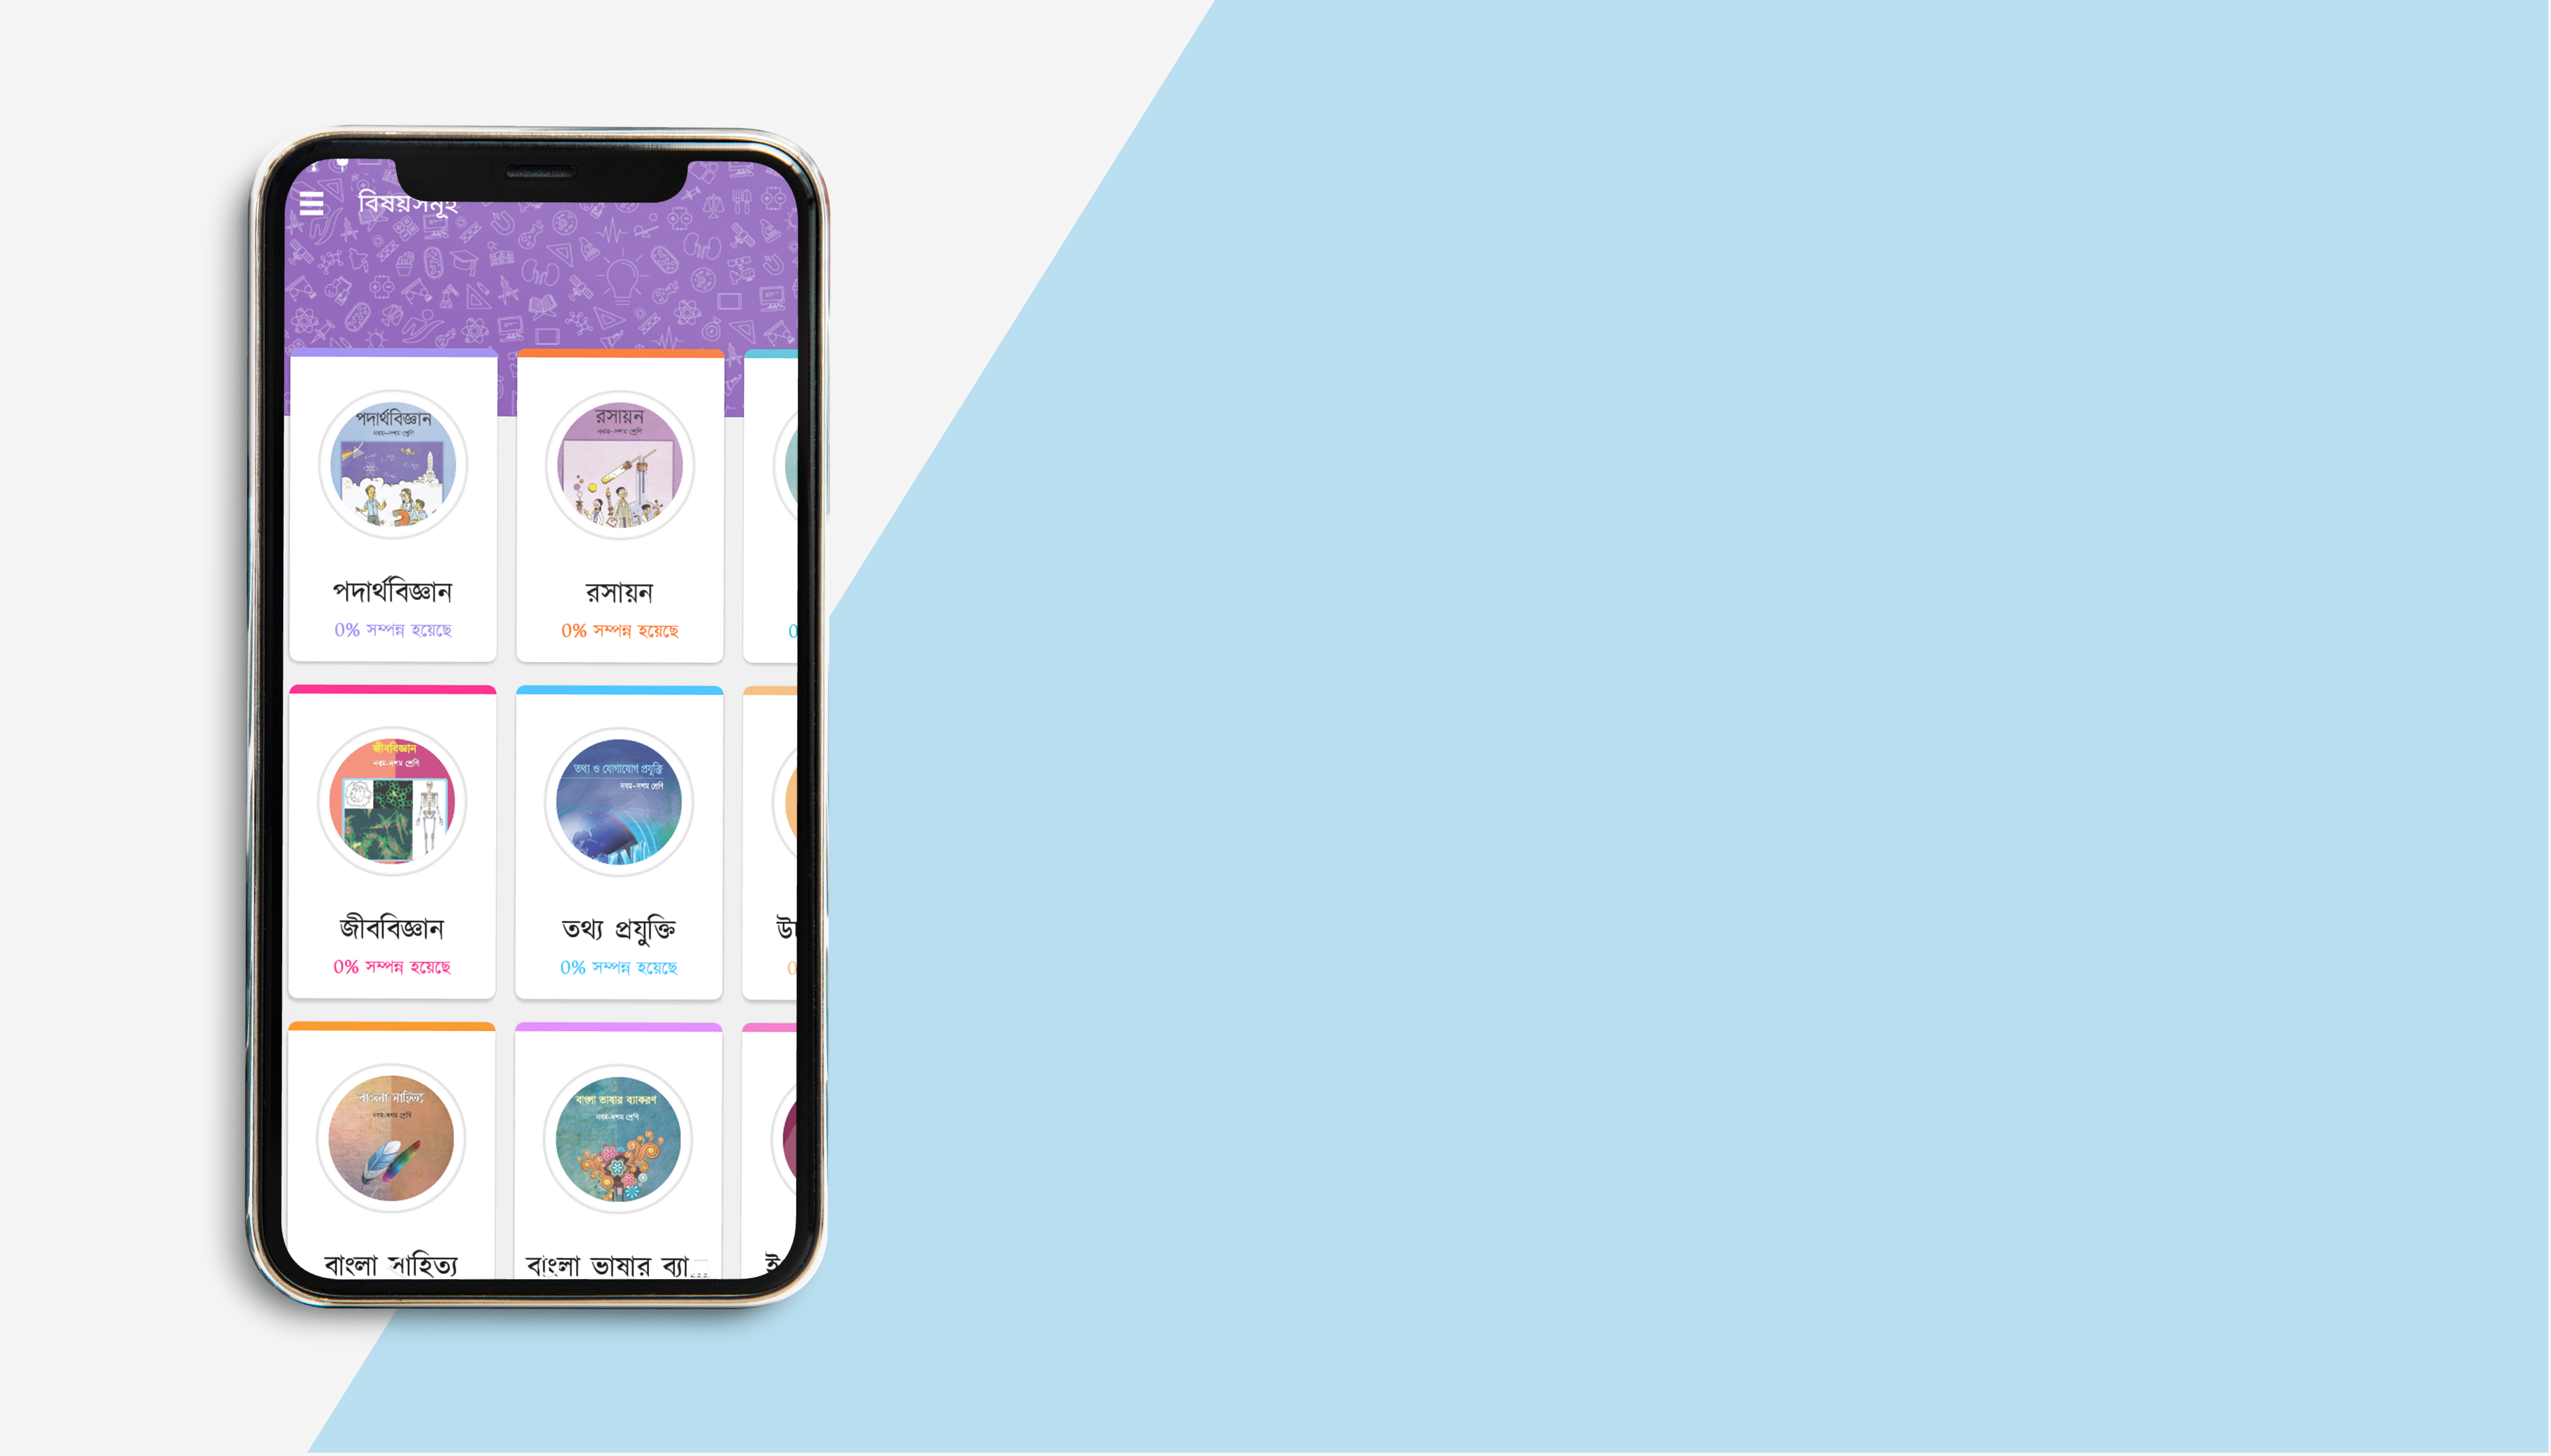 বিষয়সমূহ
পদার্থবিজ্ঞান
নবম-দশম শ্রেণি
পদার্থবিজ্ঞান
0% সম্পন্ন হয়েছে
রসায়ন
নবম-দশম শ্রেণি
রসায়ন
0% সম্পন্ন হয়েছে
0
জীববিজ্ঞান
নবম-দশম শ্রেণি
জীববিজ্ঞান
0% সম্পন্ন হয়েছে
তথ্য ও যোগাযোগ প্রযুক্তি
নবম-দশম শ্রেণি
তথ্য প্রযুক্তি
0% সম্পন্ন হয়েছে
0
বাংলা সাহিত্য
নবম-দশম শ্রেণি
বাংলা সাহিত্য
বাংলা ভাষার ব্যাকরণ
নবম-দশম শ্রেণি
বাংলা ভাষার ব্যা...
ই